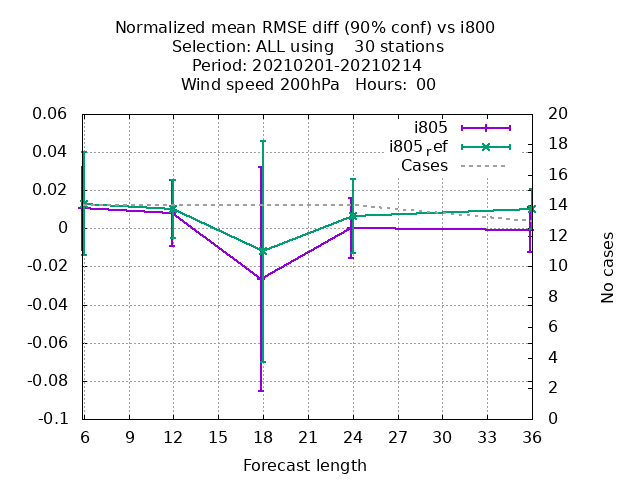 Normalized mean RMSE diff (90% conf) vs i800
Selection: ALL using    30 stations
Period: 20210201-20210214
Wind speed 200hPa   Hours:  00
0.06
0.04
0.02
0
-0.02
-0.04
-0.06
-0.08
-0.1
20
18
16
14
12
10
8
6
4
2
0
i805
i805ref
Cases
No cases
6 9 12 15 18 21 24 27 30 33 36
Forecast length